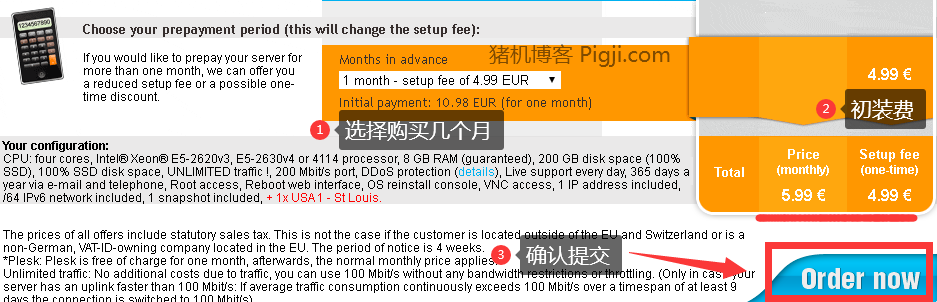 Choose your prepayment period (this will change the setup fee):
If you would like to prepay your server for
more than one month, we can offer you
a reduced setup fee or a possible one-
time discount.
Months in advance
1 month - setup fee of 4.99 EUR
Initial payment: 10.98 EUR (for one month)
猪机博客 Pigji.com
4.99 €
2 初装费
1 选择购买几个月
Your configuration:
CPU: four cores, Intel® Xeon® E5-2620v3, E5-2630v4 or 4114 processor, 8 GB RAM (guaranteed), 200 GB disk space (100%
SSD), 100% SSD disk space, UNLIMITED traffic !, 200 Mbit/s port, DDoS protection (details), Live support every day, 365 days a
year via e-mail and telephone, Root access, Reboot web interface, OS reinstall console, VNC access, 1 IP address included,
/64 IPv6 network included, 1 snapshot included, + 1x USA1 - St Louis.
Total
Price
(monthly)
5.99 €
Setup fee
(one-time)
4.99 €
The prices of all offers include statutory sales tax. This is not the case if the customer is located outside of the EU and Switzerland or is a
non-German, VAT-ID-owning company located in the EU. The period of notice is 4 weeks.
*Plesk: Plesk is free of charge for one month, afterwards, the normal monthly price applies.
3 确认提交
Unlimited traffic: No additional costs due to traffic, you can use 100 Mbit/s without any bandwidth restrictions or throttling. (Only in case your
server has an uplink faster than 100 Mbit/s: If average traffic consumption continuously exceeds 100 Mbit/s over a timespan of at least 9
days the connection is switched to 100 Mbit/s)
Order now